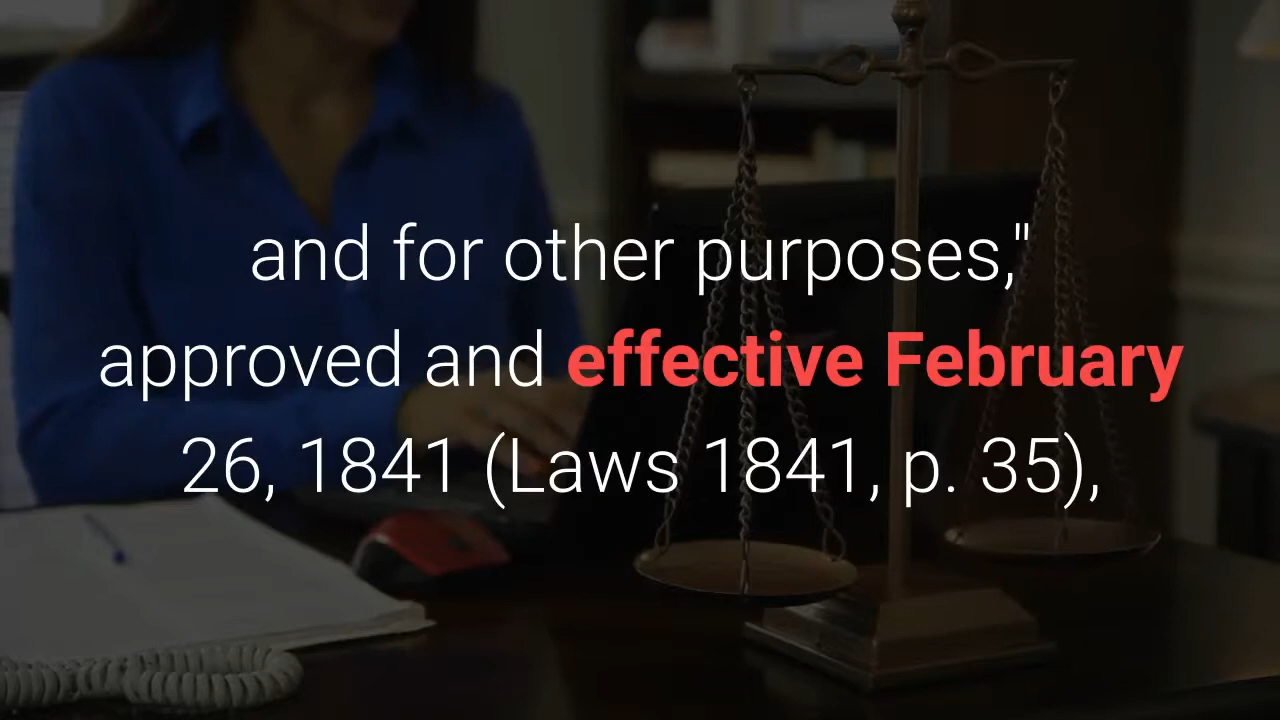 and for other purposes,"
approved and effective February
26, 1841 (Laws 1841, p. 35),